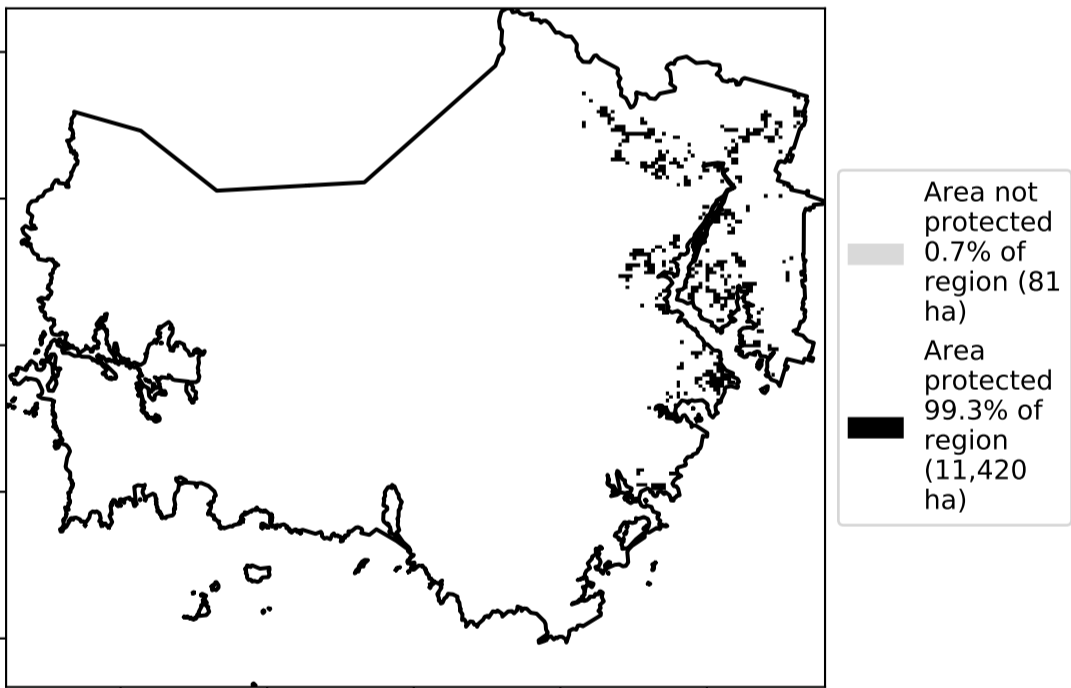 Area not
protected
0.7% of
region (81
ha)
Area
protected
99.3% of
region
(11,420
ha)